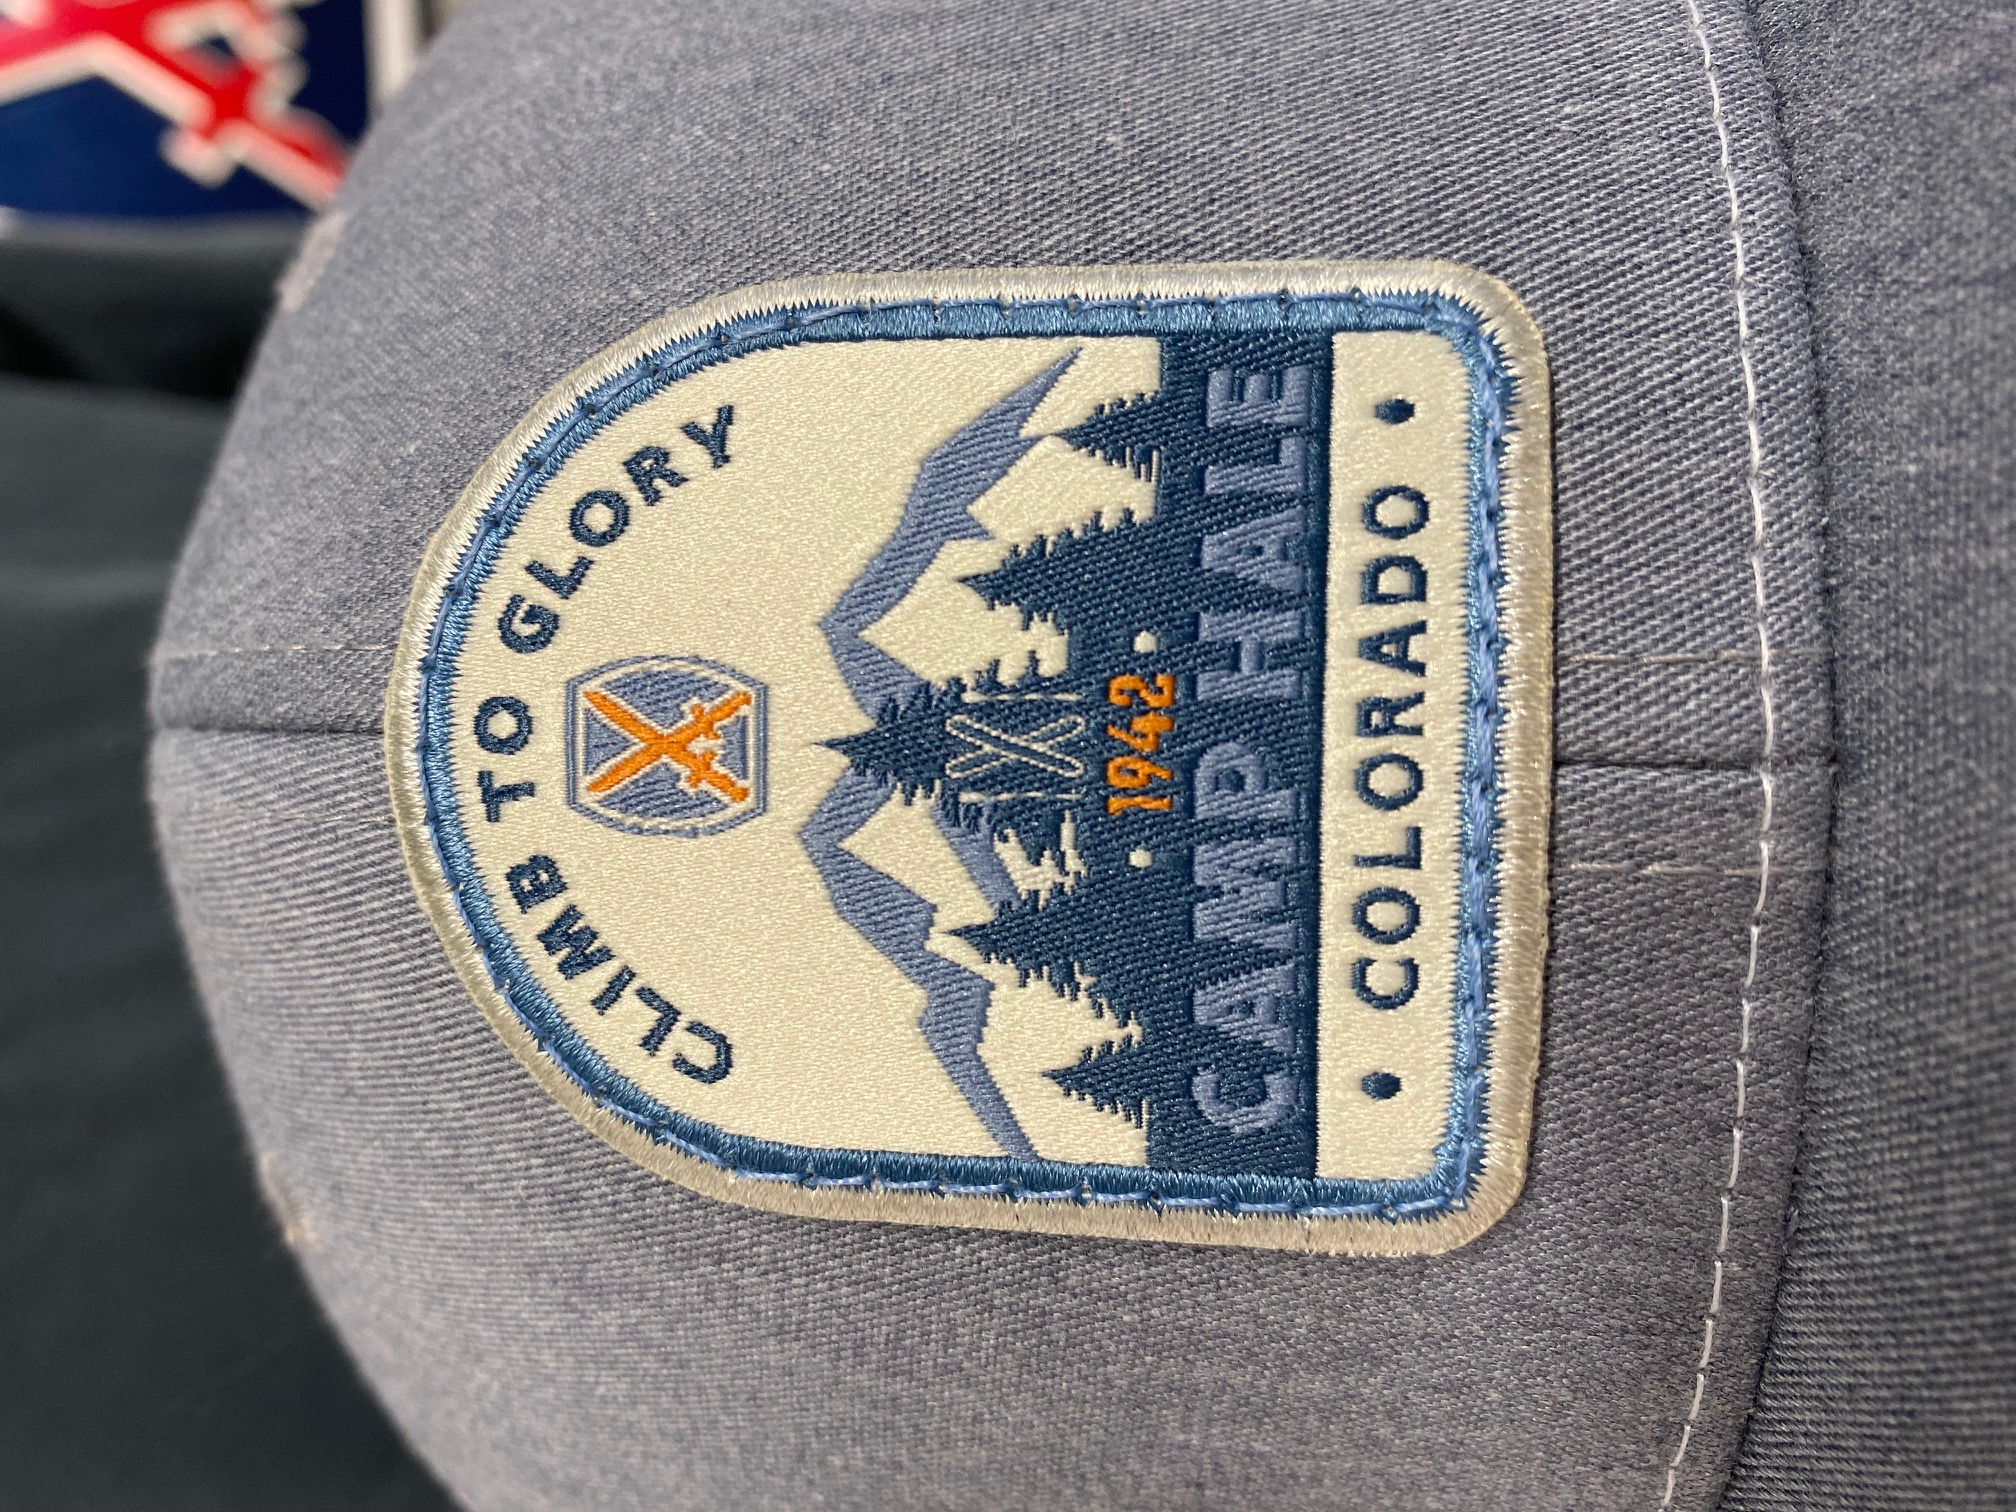 CLIMB TO GLORY
• 1942 •
CAMP HALE
• COLORADO •